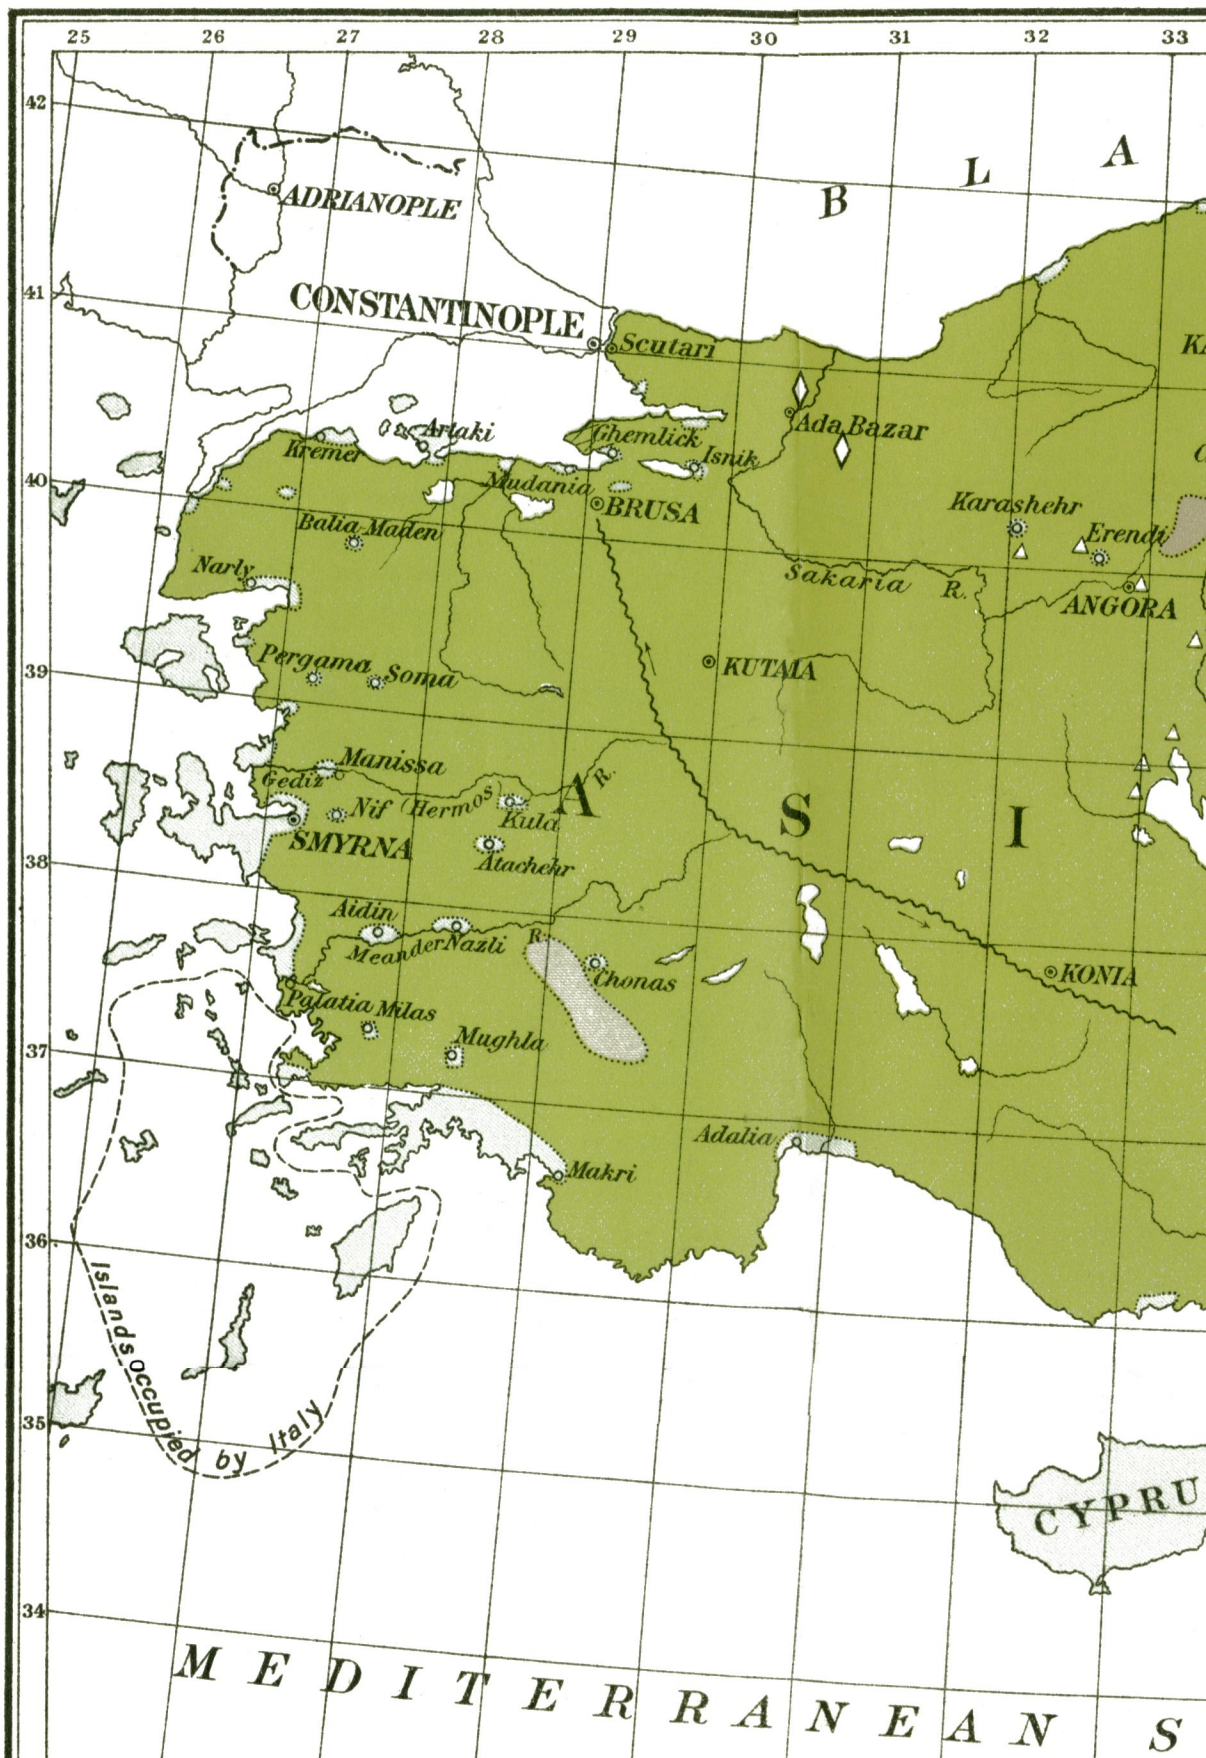 25 26 27 28 29 30 31 32 33
42
B L A
ADRIANOPLE
41
CONSTANTINOPLE
Scutari
KA
Ada Bazar
Artaki
Kremer
Ghemlick
Isnik
C
40
Mudania
BRUSA
Karashehr
Balia Maden
Erendi
Narly
Sakaria R.
ANGORA
39
Pergama
Soma
KUTAIA
Manissa
Gediz
Nif
(Hermos)
R.
Kula
A S I
SMYRNA
38
Atachehr
Aidin
Meander
Nazli
R.
Chonas
KONIA
Palatia
Milas
37
Mughla
Adalia
Makri
36
Islands occupied by Italy
35
CYPRU
34
MEDITERRANEAN S